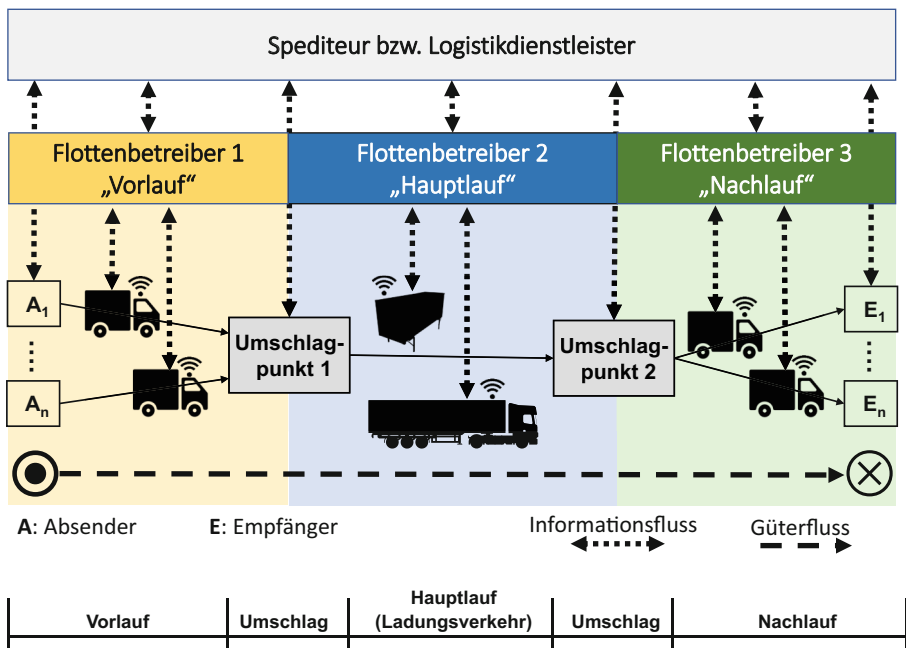 Spediteur bzw. Logistikdienstleister
Flottenbetreiber 1
„Vorlauf“
Flottenbetreiber 2
„Hauptlauf“
Flottenbetreiber 3
„Nachlauf“
A1
An
Umschlag-
punkt 1
Umschlag-
punkt 2
E1
En
A: Absender
E: Empfänger
Informationsfluss
Güterfluss
Vorlauf
Umschlag
Hauptlauf
(Ladungsverkehr)
Umschlag
Nachlauf